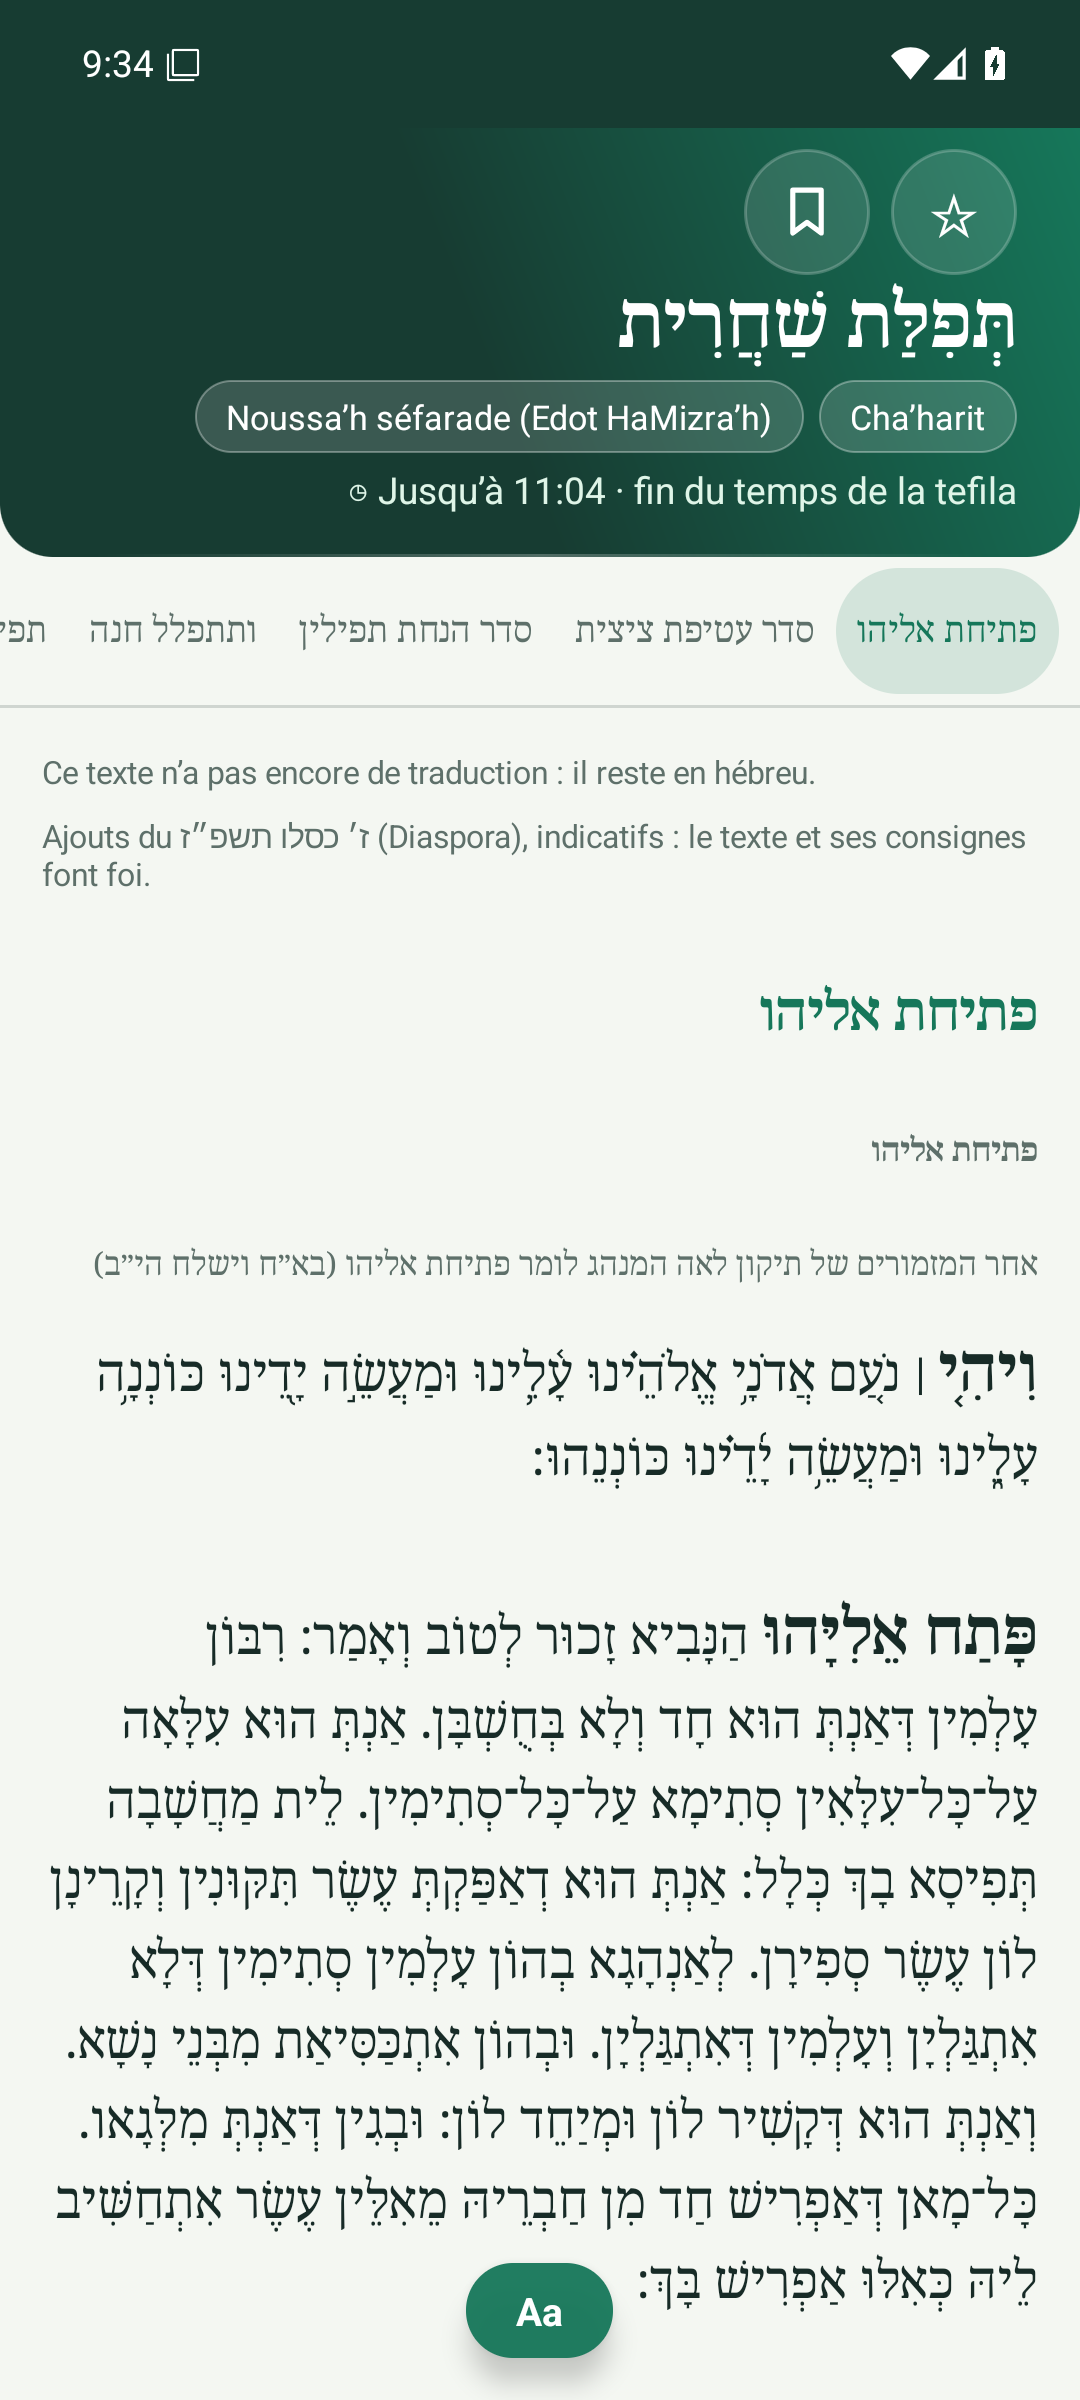 9:34
תְּפִלַּת שַׁחֲרִית
Cha’harit
Noussa’h séfarade (Edot HaMizra’h)
Jusqu’à 11:04 · fin du temps de la tefila
פתיחת אליהו
סדר עטיפת ציצית
סדר הנחת תפילין
ותתפלל חנה
תפי
Ce texte n’a pas encore de traduction : il reste en hébreu.
Ajouts du ז׳ כסלו תשפ״ז (Diaspora), indicatifs : le texte et ses consignes
font foi.
פתיחת אליהו
פתיחת אליהו
אחר המזמורים של תיקון לאה המנהג לומר פתיחת אליהו (בא״ח וישלח הי״ב)
וִיהִ֤י ׀ נֹ֤עַם אֲדֹנָ֥י אֱלֹהֵ֗ינוּ עָ֫לֵ֥ינוּ וּמַעֲשֵׂ֣ה יָ֭דֵינוּ כּוֹנְנָ֥ה
עָלֵ֑ינוּ וּֽמַעֲשֵׂ֥ה יָ֝דֵ֗ינוּ כּוֹנְנֵֽהוּ׃
פָּתַח אֵלִיָּהוּ הַנָּבִיא זָכוּר לְטוֹב וְאָמַר: רִבּוֹן
עָלְמִין דְּאַנְתְּ הוּא חָד וְלָא בְּחֻשְׁבָּן. אַנְתְּ הוּא עִלָּאָה
עַל־כָּל־עִלָּאִין סְתִימָא עַל־כָּל־סְתִימִין. לֵית מַחֲשָׁבָה
תְּפִיסָא בָךְ כְּלָל: אַנְתְּ הוּא דְאַפַּקְתְּ עֶשֶׂר תִּקּוּנִין וְקָרֵינָן
לוֹן עֶשֶׂר סְפִירָן. לְאַנְהָגָא בְהוֹן עָלְמִין סְתִימִין דְּלָא
אִתְגַּלְיָן וְעָלְמִין דְּאִתְגַּלְיָן. וּבְהוֹן אִתְכַּסִּיאַת מִבְּנֵי נָשָׁא.
וְאַנְתְּ הוּא דְּקָשִׁיר לוֹן וּמְיַחֵד לוֹן: וּבְגִין דְּאַנְתְּ מִלְּגָאו.
כָּל־מָאן דְּאַפְרִישׁ חַד מִן חַבְרֵיהּ מֵאִלֵּין עֶשֶׂר אִתְחַשִּׁיב
לֵיהּ כְּאִלּוּ אַפְרִישׁ בָּךְ:
Aa